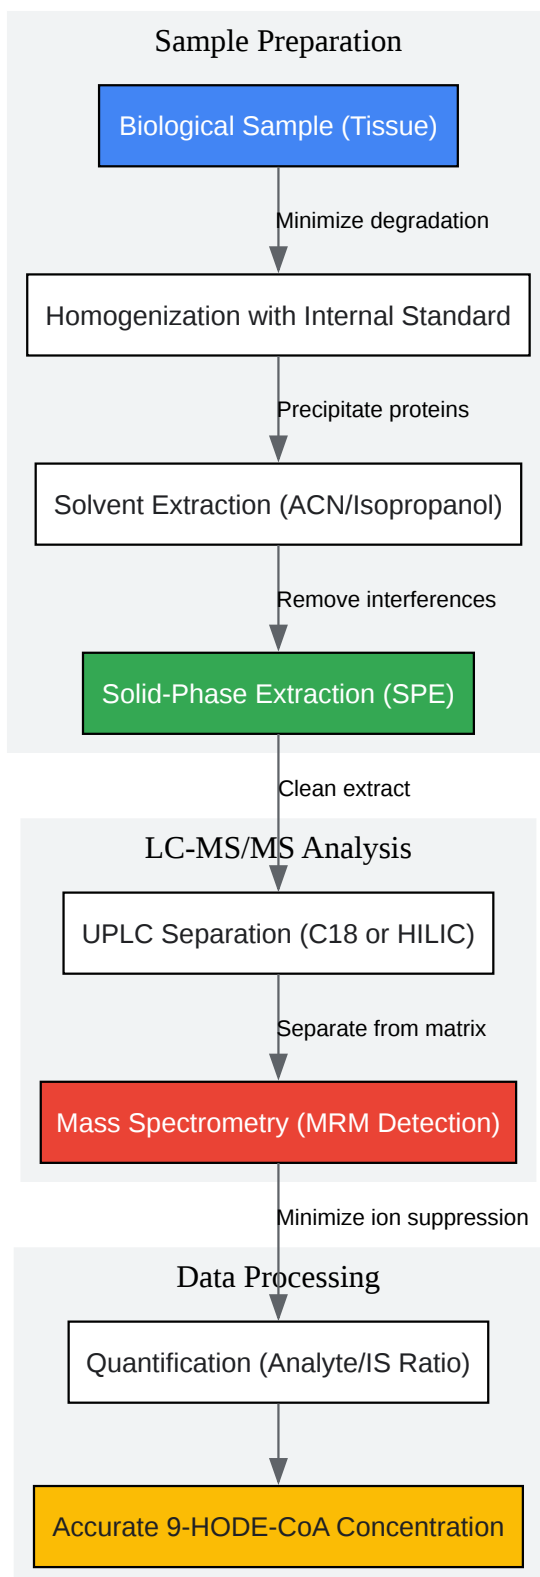 Sample Preparation
Biological Sample (Tissue)
Minimize degradation
Homogenization with Internal Standard
Precipitate proteins
Solvent Extraction (ACN/Isopropanol)
Remove interferences
Solid-Phase Extraction (SPE)
Clean extract
LC-MS/MS Analysis
UPLC Separation (C18 or HILIC)
Separate from matrix
Mass Spectrometry (MRM Detection)
Minimize ion suppression
Data Processing
Quantification (Analyte/IS Ratio)
Accurate 9-HODE-CoA Concentration